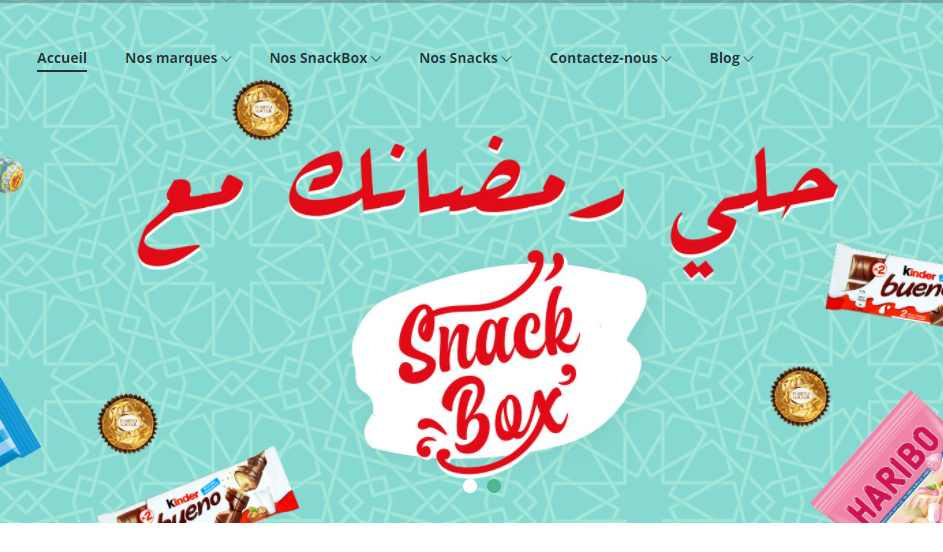 Accueil Nos marques Nos SnackBox Nos Snacks Contactez-nous Blog
حلي رمضانك مع
Snack
Box
kinder
bueno
kinder
bueno
HARIBO